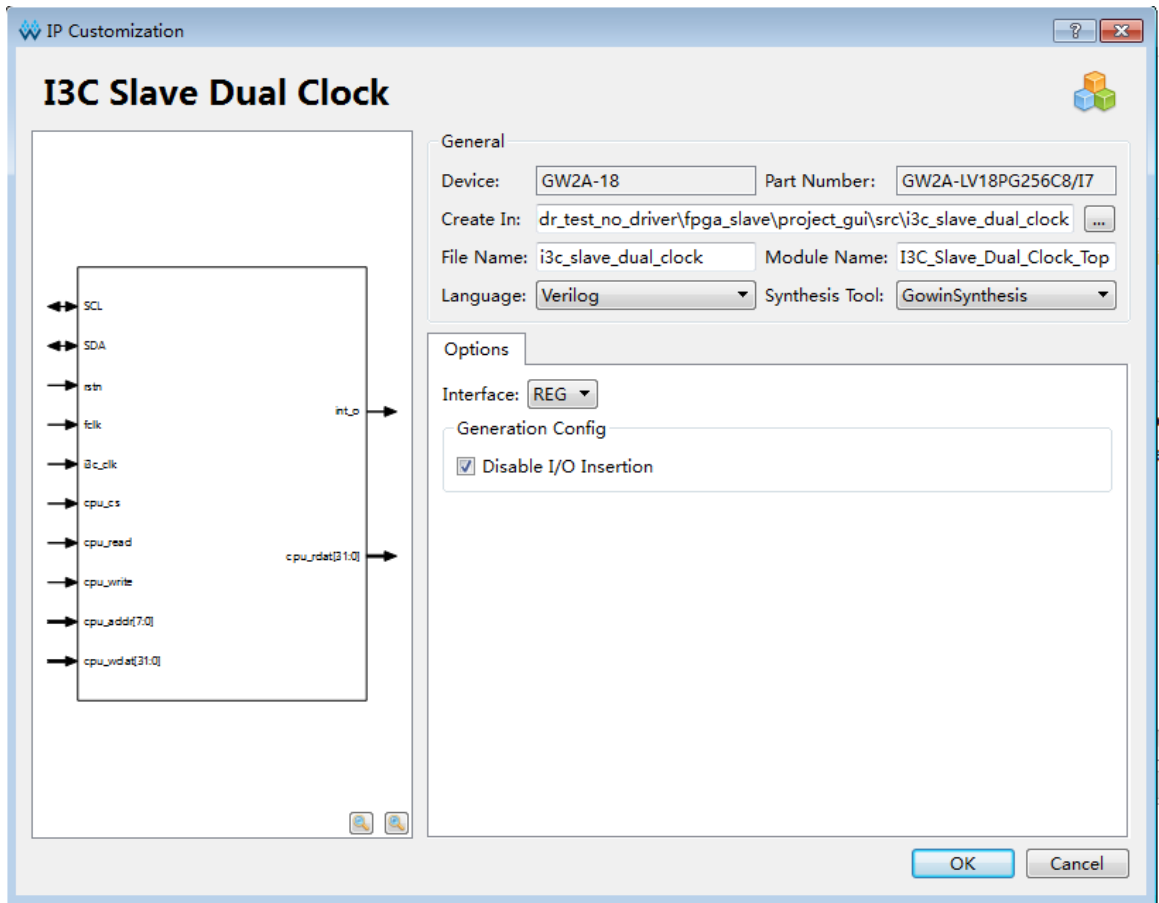 IP Customization
I3C Slave Dual Clock
General
Device: GW2A-18 Part Number: GW2A-LV18PG256C8/I7
Create In: dr_test_no_driver\fpga_slave\project_gui\src\i3c_slave_dual_clock ...
File Name: i3c_slave_dual_clock Module Name: I3C_Slave_Dual_Clock_Top
Language: Verilog Synthesis Tool: GowinSynthesis
Options
Interface: REG
Generation Config
Disable I/O Insertion
SCL
SDA
rstn
fclk
i3c_clk
cpu_cs
cpu_read
cpu_write
cpu_addr[7:0]
cpu_wdat[31:0]
int_o
cpu_rdat[31:0]
OK Cancel